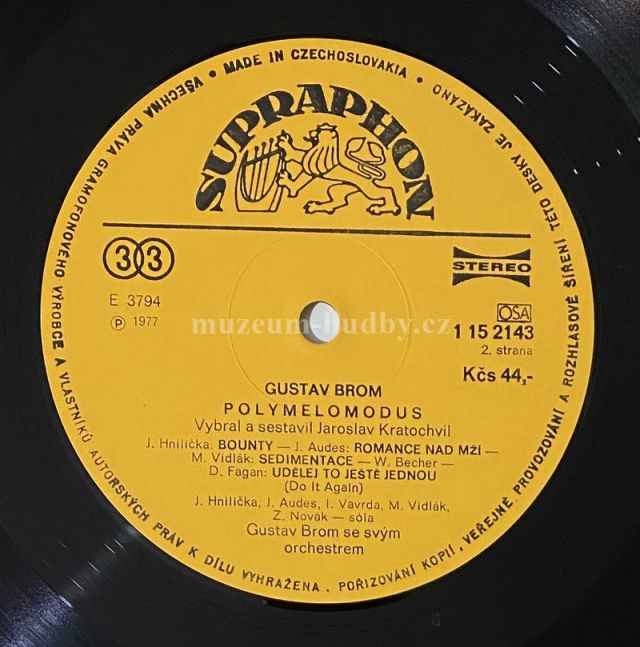 VŠECHNA PRÁVA GRAMOFONOVÉHO VÝROBCE A VLASTNÍKŮ AUTORSKÝCH PRÁV K DÍLU VYHRAŽENA. POŘIZOVÁNÍ KOPIÍ, VEŘEJNÉ PROVOZOVÁNÍ A ROZHLASOVÉ ŠÍŘENÍ TÉTO DESKY JE ZAKÁZÁNO • MADE IN CZECHOSLOVAKIA •
SUPRAPHON
33
STEREO
E 3794
℗ 1977
OSA
1 15 2143
2. strana
Kčs 44,-
muzeum-hudby.cz
GUSTAV BROM
POLYMELOMODUS
Vybral a sestavil Jaroslav Kratochvíl
J. Hnilička: BOUNTY — J. Audes: ROMANCE NAD MŽÍ —
M. Vidlák: SEDIMENTACE — W. Becher —
D. Fagan: UDĚLEJ TO JEŠTĚ JEDNOU
(Do It Again)
J. Hnilička, J. Audes, I. Vavrda, M. Vidlák,
Z. Novák — sóla
Gustav Brom se svým
orchestrem